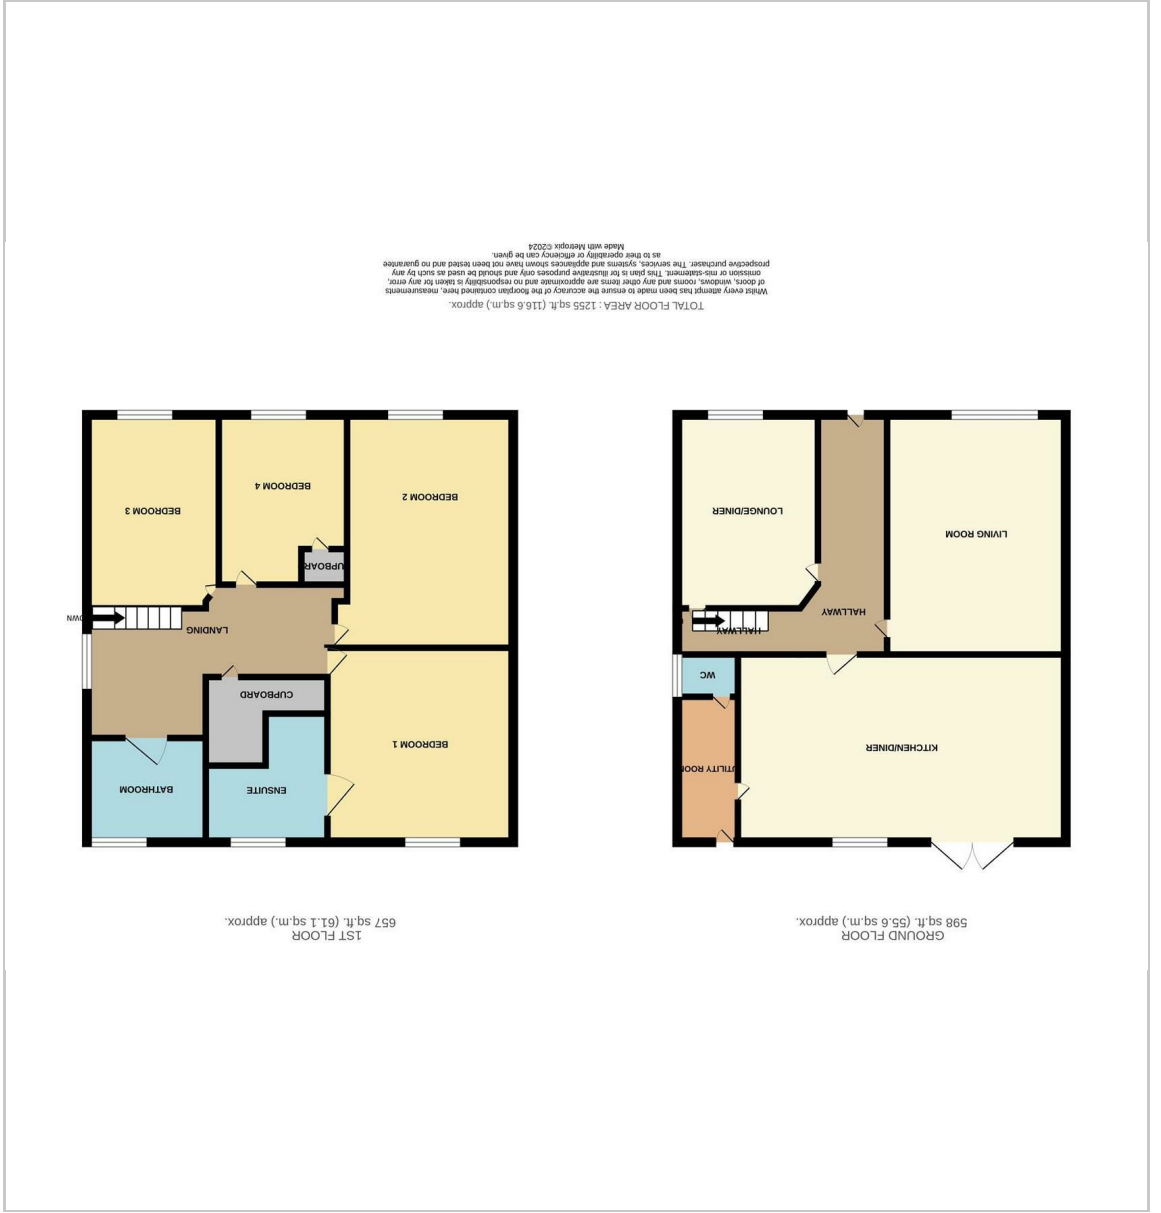 GROUND FLOOR
598 sq.ft. (55.6 sq.m.) approx.
KITCHEN/DINER
UTILITY ROOM
WC
HALLWAY
HALLWAY
LIVING ROOM
LOUNGE/DINER
1ST FLOOR
657 sq.ft. (61.1 sq.m.) approx.
BEDROOM 1
ENSUITE
BATHROOM
CUPBOARD
LANDING
OWN
UPBOAR
BEDROOM 2
BEDROOM 4
BEDROOM 3
TOTAL FLOOR AREA : 1255 sq.ft. (116.6 sq.m.) approx.
Whilst every attempt has been made to ensure the accuracy of the floorplan contained here, measurements
of doors, windows, rooms and any other items are approximate and no responsibility is taken for any error,
omission or mis-statement. This plan is for illustrative purposes only and should be used as such by any
prospective purchaser. The services, systems and appliances shown have not been tested and no guarantee
as to their operability or efficiency can be given.
Made with Metropix ©2024